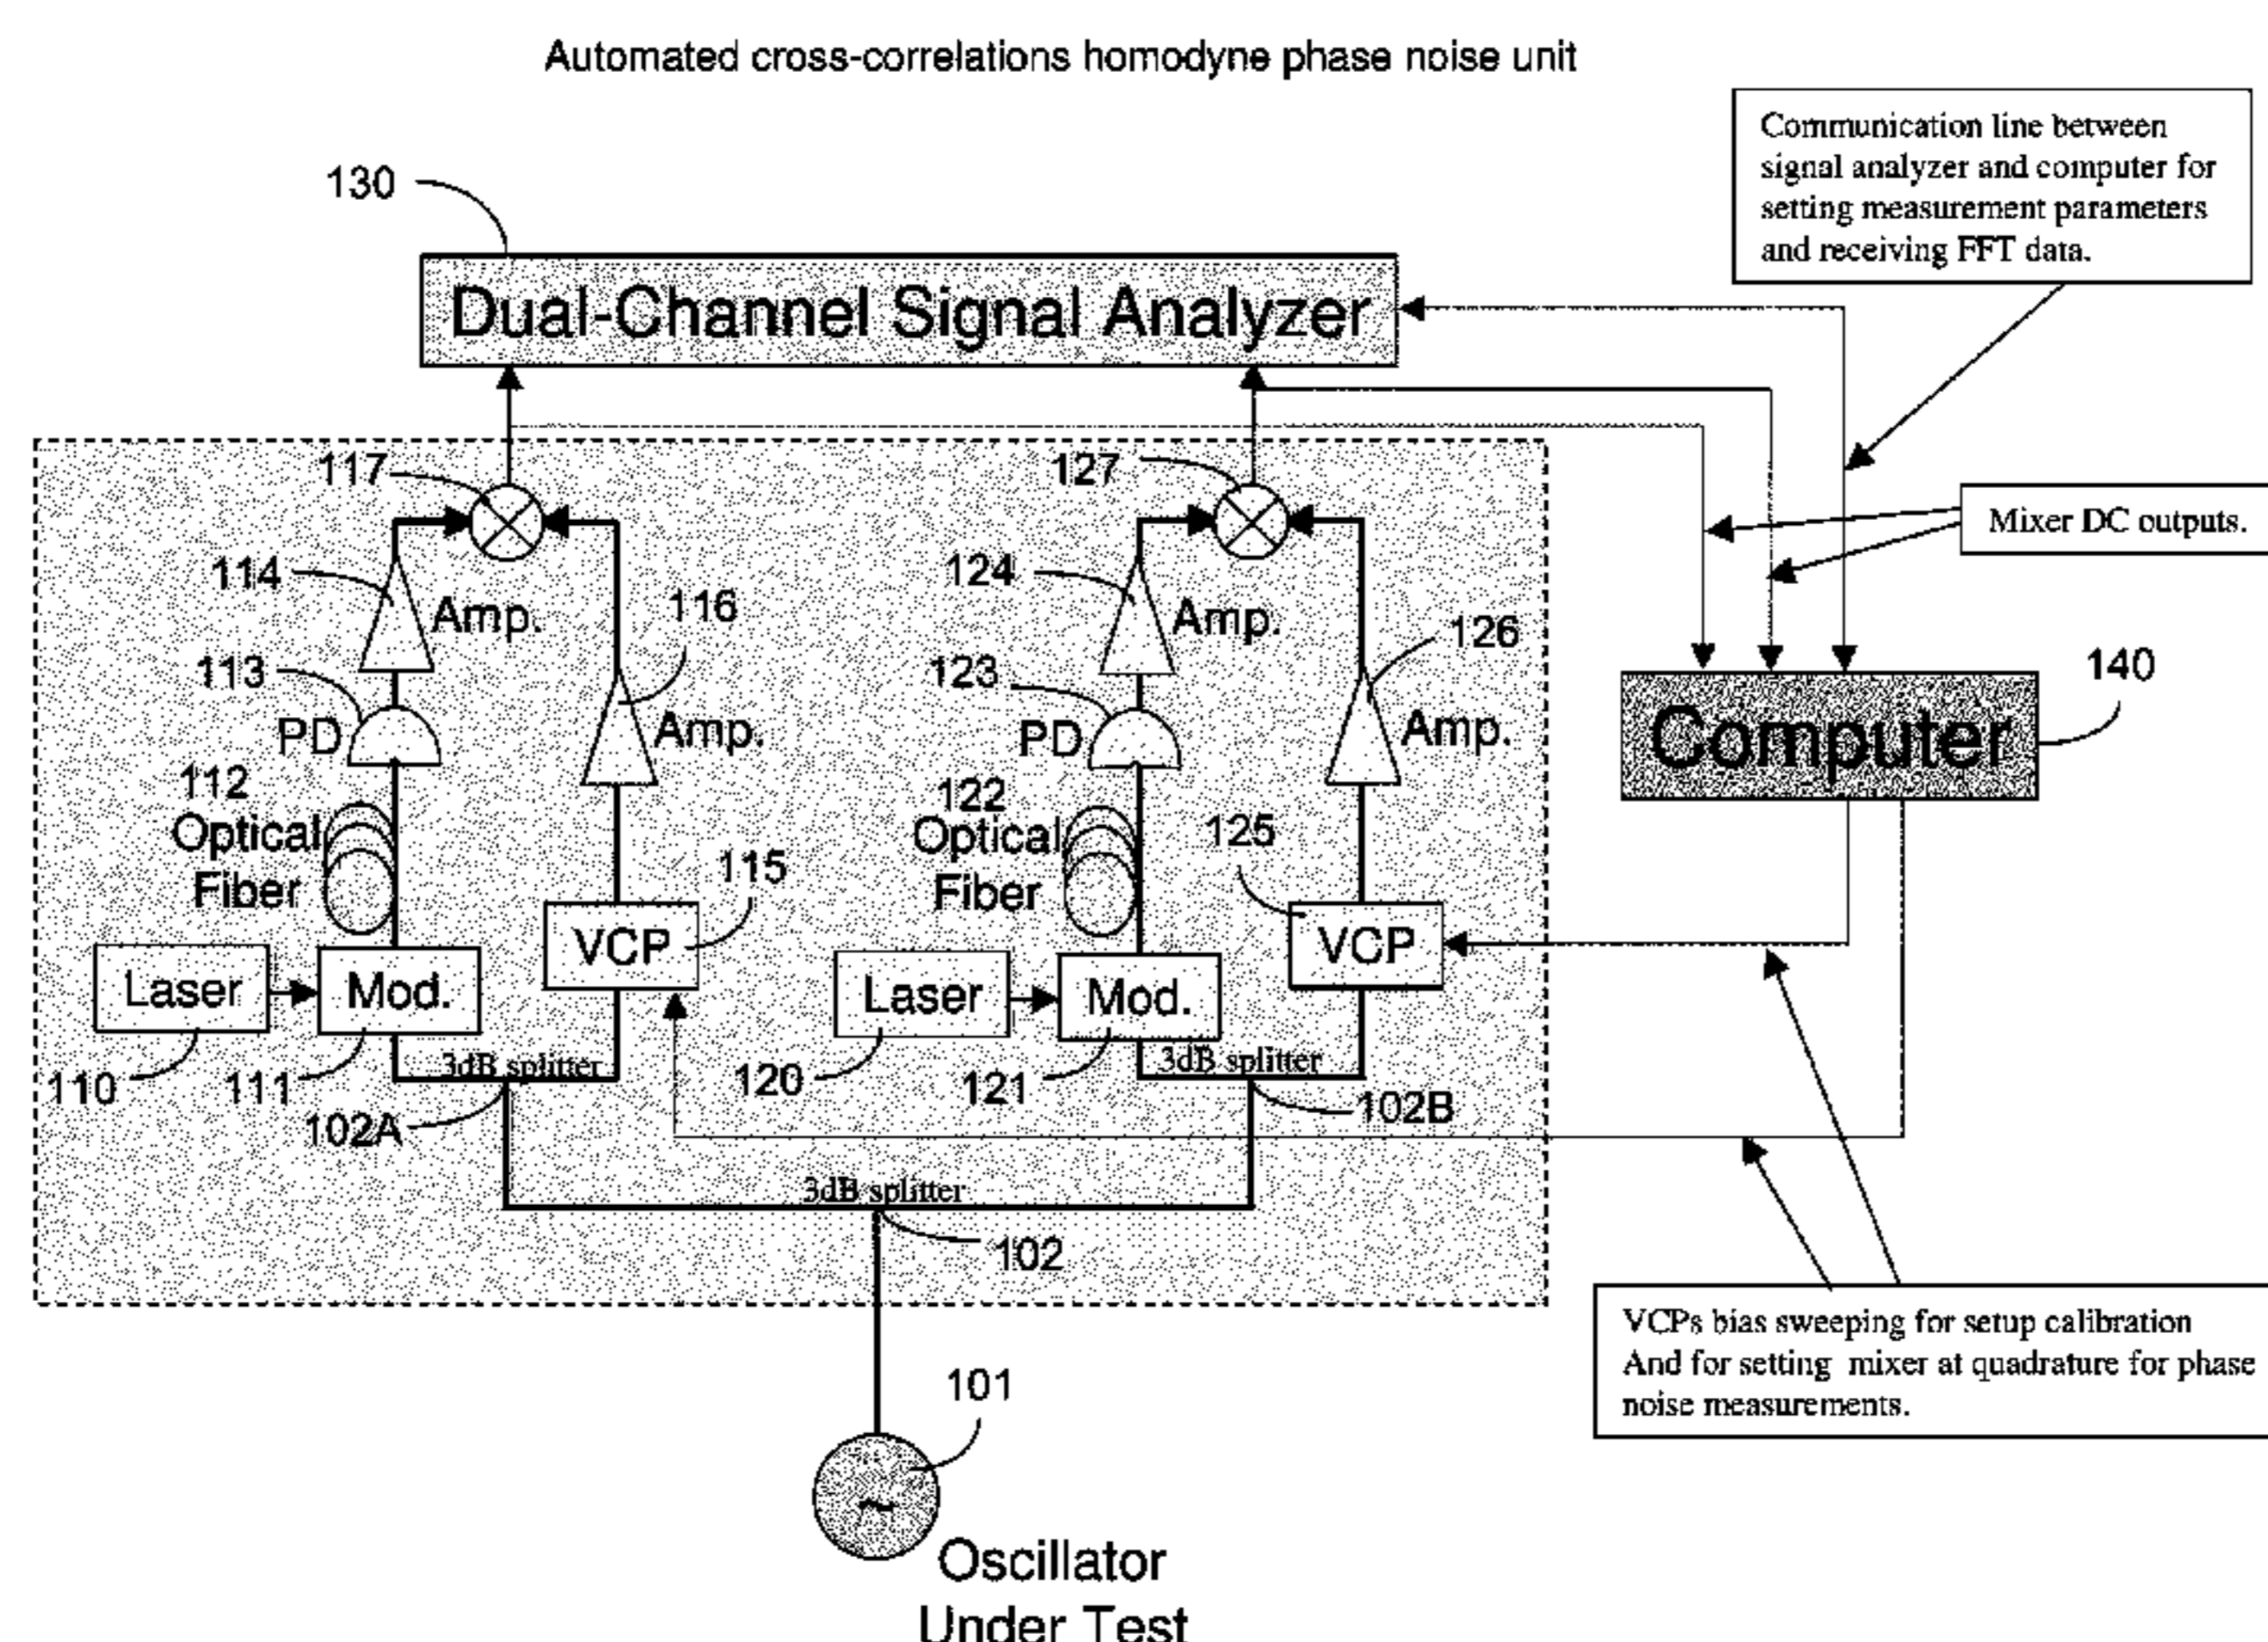 Automated cross-correlations homodyne phase noise unit
Communication line between
signal analyzer and computer for
setting measurement parameters
and receiving FFT data.
130
Dual-Channel Signal Analyzer
Mixer DC outputs.
117
127
114
Amp.
116
124
Amp.
126
113
PD
Amp.
123
PD
Amp.
140
Computer
112
Optical
Fiber
115
VCP
122
Optical
Fiber
125
VCP
Laser
Mod.
Laser
Mod.
110
111
3dB splitter
102A
120
121
3dB splitter
102B
3dB splitter
102
VCPs bias sweeping for setup calibration
And for setting mixer at quadrature for phase
noise measurements.
101
~
Oscillator
Under Test